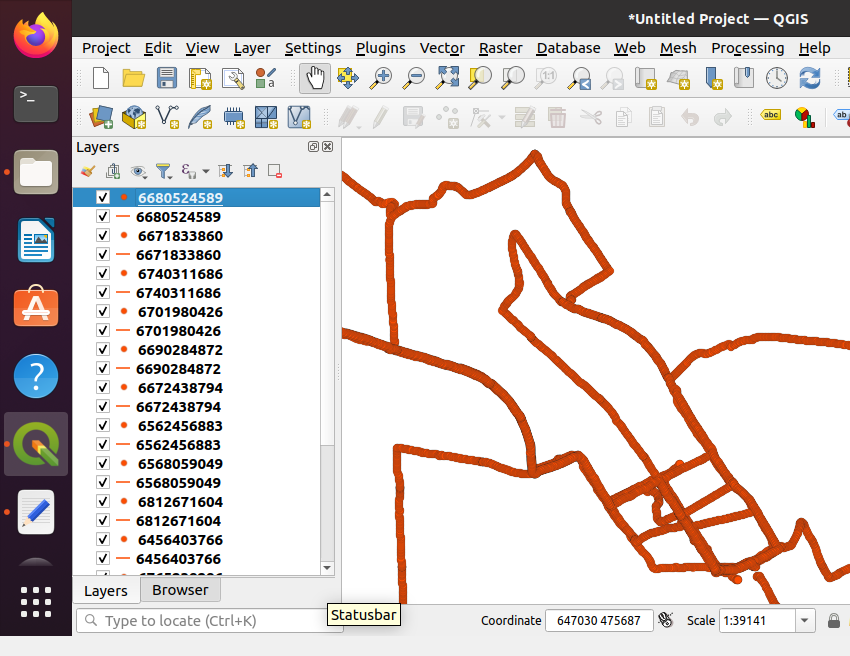 *Untitled Project — QGIS
Project Edit View Layer Settings Plugins Vector Raster Database Web Mesh Processing Help
abc
ab
Layers
6680524589
6680524589
6671833860
6671833860
6740311686
6740311686
6701980426
6701980426
6690284872
6690284872
6672438794
6672438794
6562456883
6562456883
6568059049
6568059049
6812671604
6812671604
6456403766
6456403766
Layers Browser
Type to locate (Ctrl+K)
Statusbar
Coordinate 647030 475687 Scale 1:39141